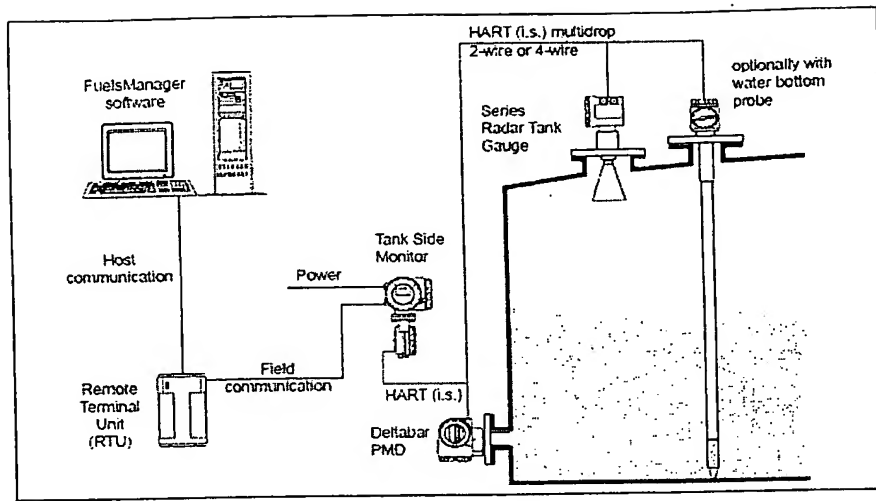 HART (i.s.) multidrop
2-wire or 4-wire
optionally with
water bottom
probe
FuelsManager
software
Series
Radar Tank
Gauge
Tank Side
Monitor
Host
communication
Power
Field
communication
HART (i.s.)
Remote
Terminal
Unit
(RTU)
Deltabar
PMD